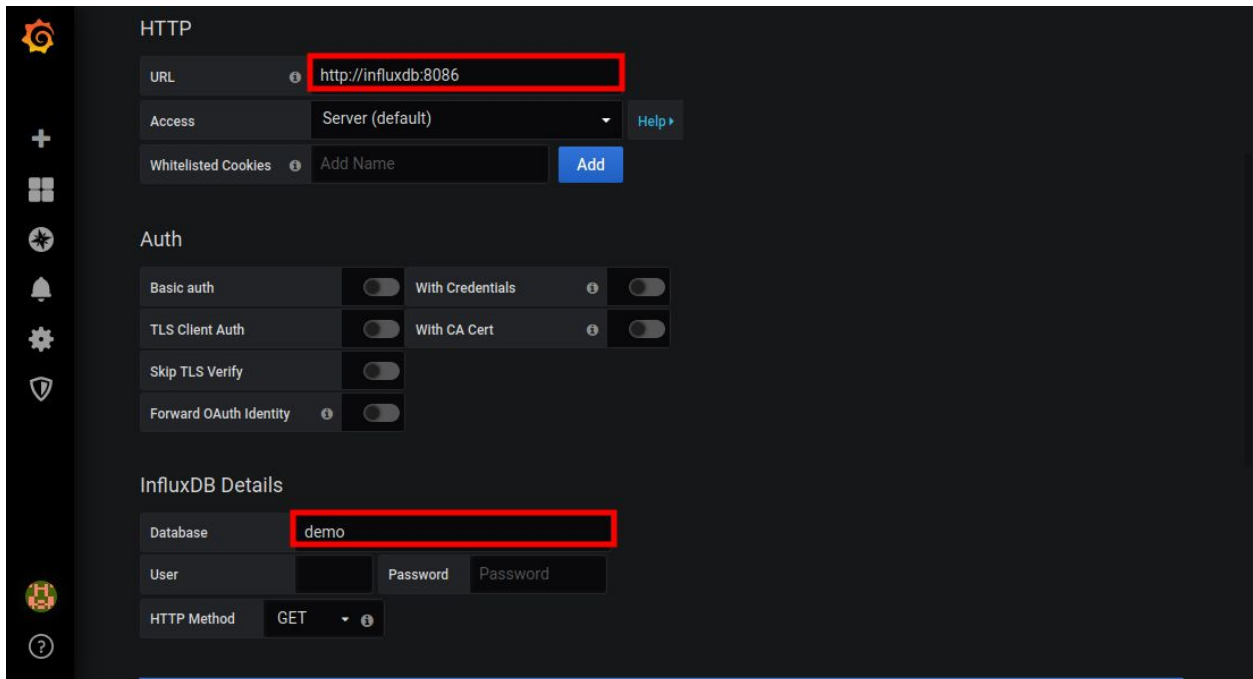 HTTP
URL http://influxdb:8086
Access Server (default) Help
Whitelisted Cookies Add Name Add
Auth
Basic auth With Credentials
TLS Client Auth With CA Cert
Skip TLS Verify
Forward OAuth Identity
InfluxDB Details
Database demo
User Password Password
HTTP Method GET